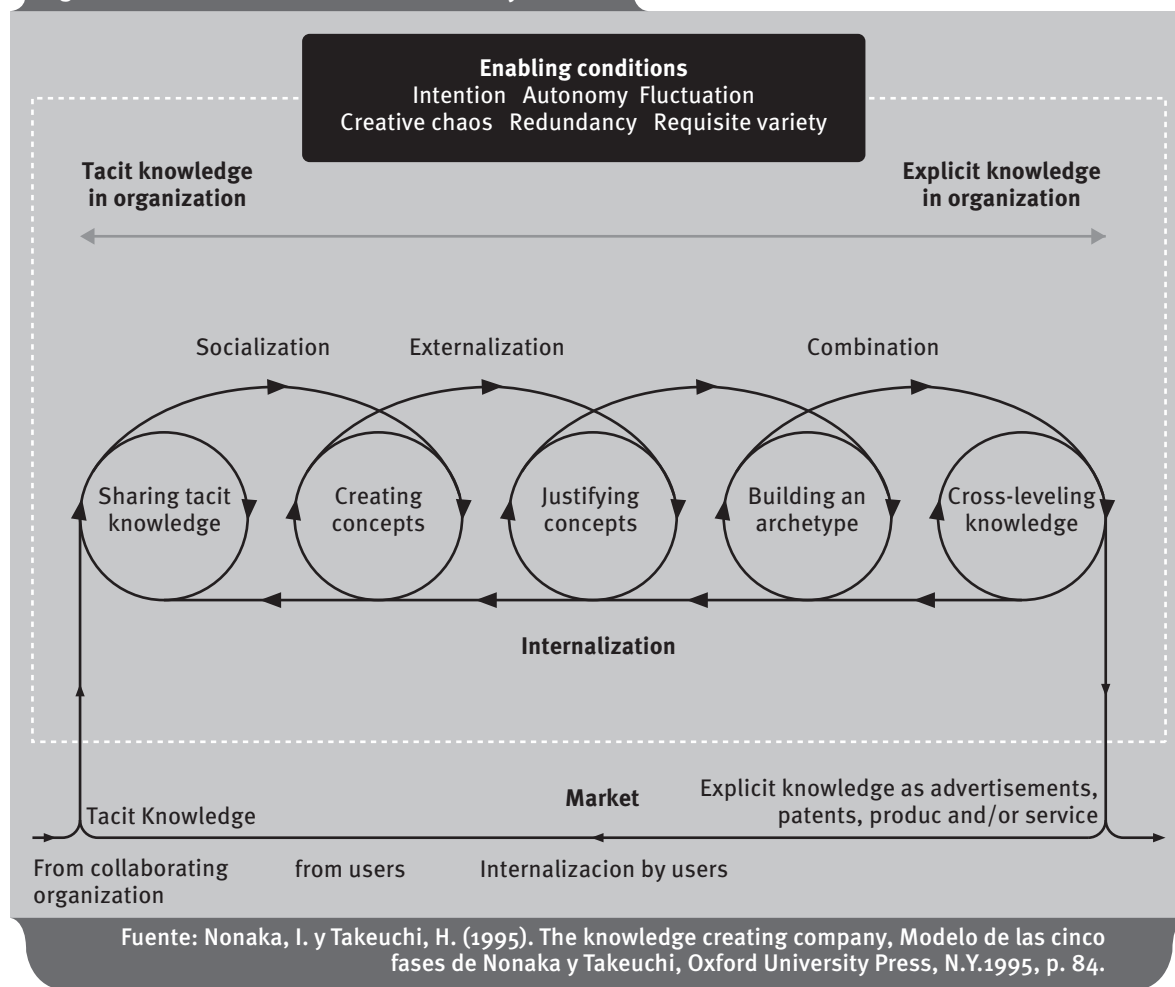 Enabling conditions
Intention Autonomy Fluctuation
Creative chaos Redundancy Requisite variety
Tacit knowledge
in organization
Explicit knowledge
in organization
Socialization
Externalization
Combination
Sharing tacit
knowledge
Creating
concepts
Justifying
concepts
Building an
archetype
Cross-leveling
knowledge
Internalization
Tacit Knowledge
Market
Explicit knowledge as advertisements,
patents, produc and/or service
From collaborating
organization
from users
Internalizacion by users
Fuente: Nonaka, I. y Takeuchi, H. (1995). The knowledge creating company, Modelo de las cinco
fases de Nonaka y Takeuchi, Oxford University Press, N.Y.1995, p. 84.